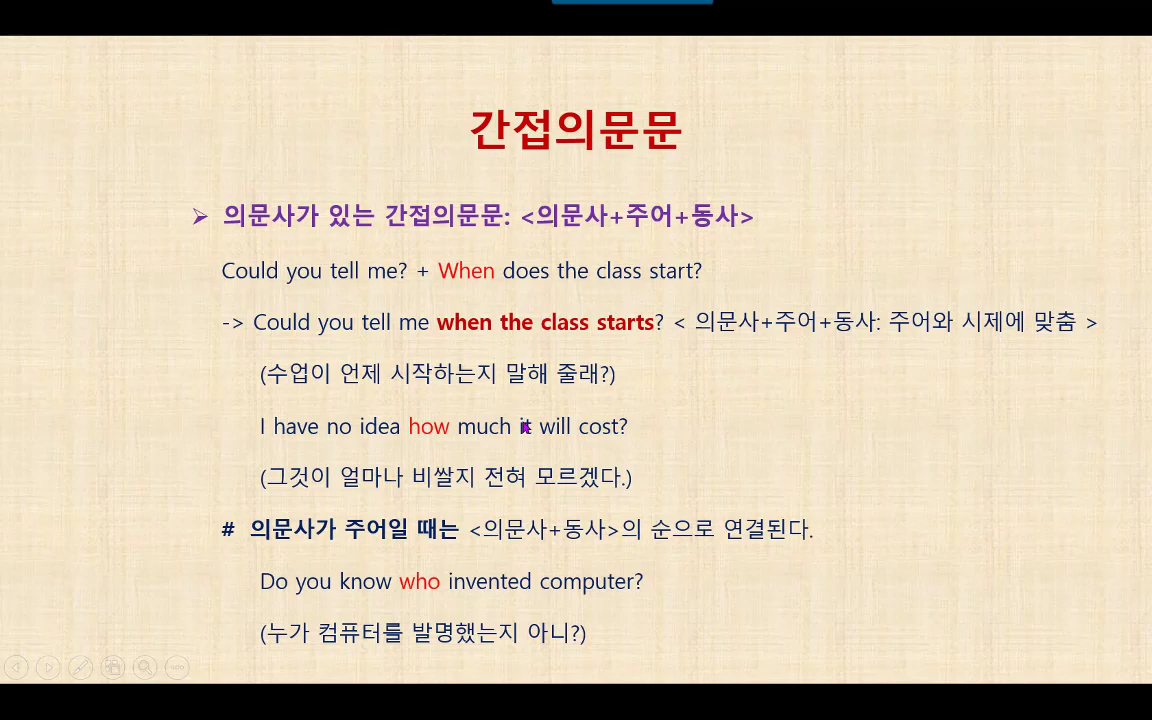 간접의문문
의문사가 있는 간접의문문: <의문사+주어+동사>
Could you tell me? + When does the class start?
-> Could you tell me when the class starts? < 의문사+주어+동사: 주어와 시제에 맞춤 >
(수업이 언제 시작하는지 말해 줄래?)
I have no idea how much it will cost?
(그것이 얼마나 비쌀지 전혀 모르겠다.)
# 의문사가 주어일 때는 <의문사+동사>의 순으로 연결된다.
Do you know who invented computer?
(누가 컴퓨터를 발명했는지 아니?)